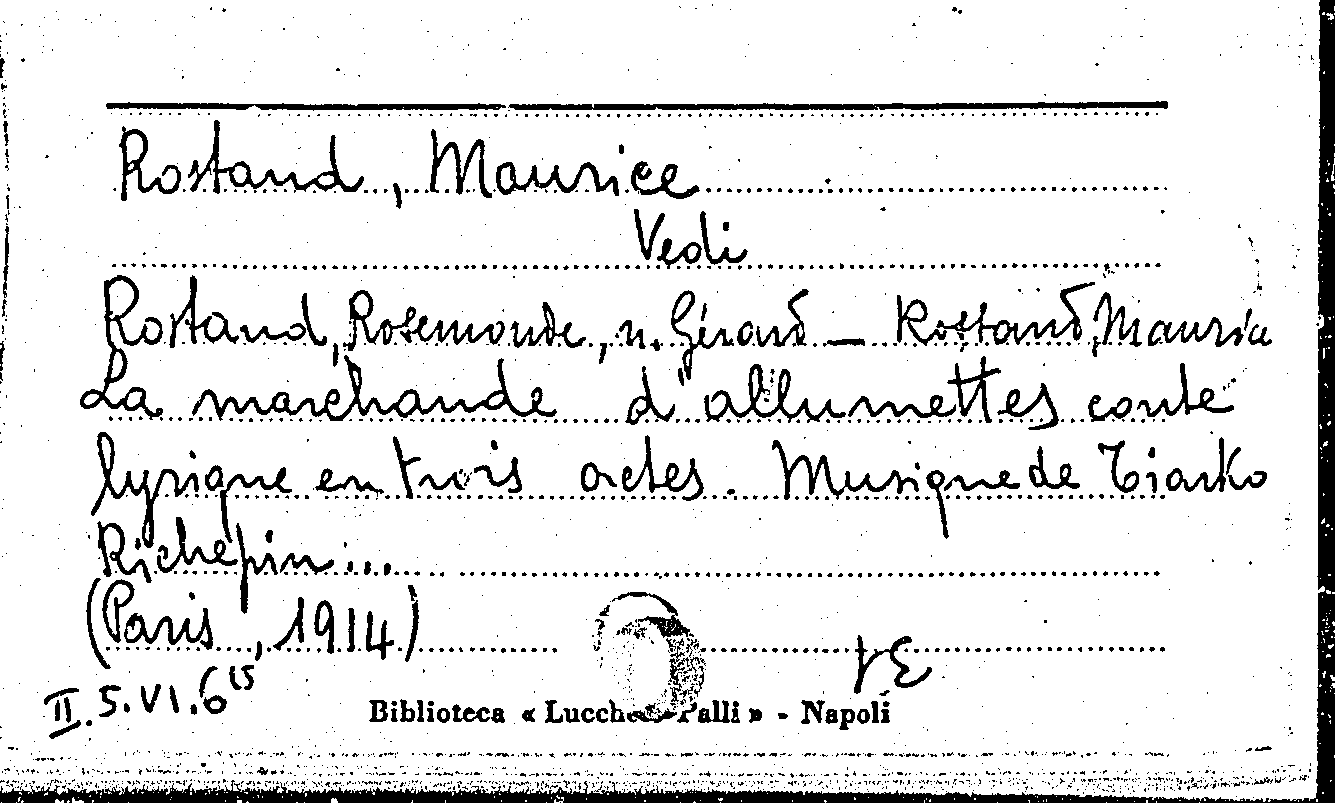 Rostand, Maurice
Vedi
Rostand, Rosemonde, n. Gérard — Rostand, Maurice
La marchande d'allumettes conte
lyrique en trois actes. Musique de Tiarko
Richepin...
(Paris, 1914)
II. 5. VI. 6 15
Biblioteca « Lucchesi-Palli » - Napoli